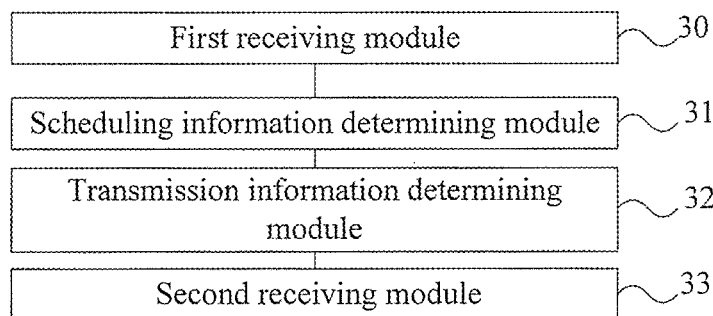 First receiving module
30
Scheduling information determining module
31
Transmission information determining
module
32
Second receiving module
33